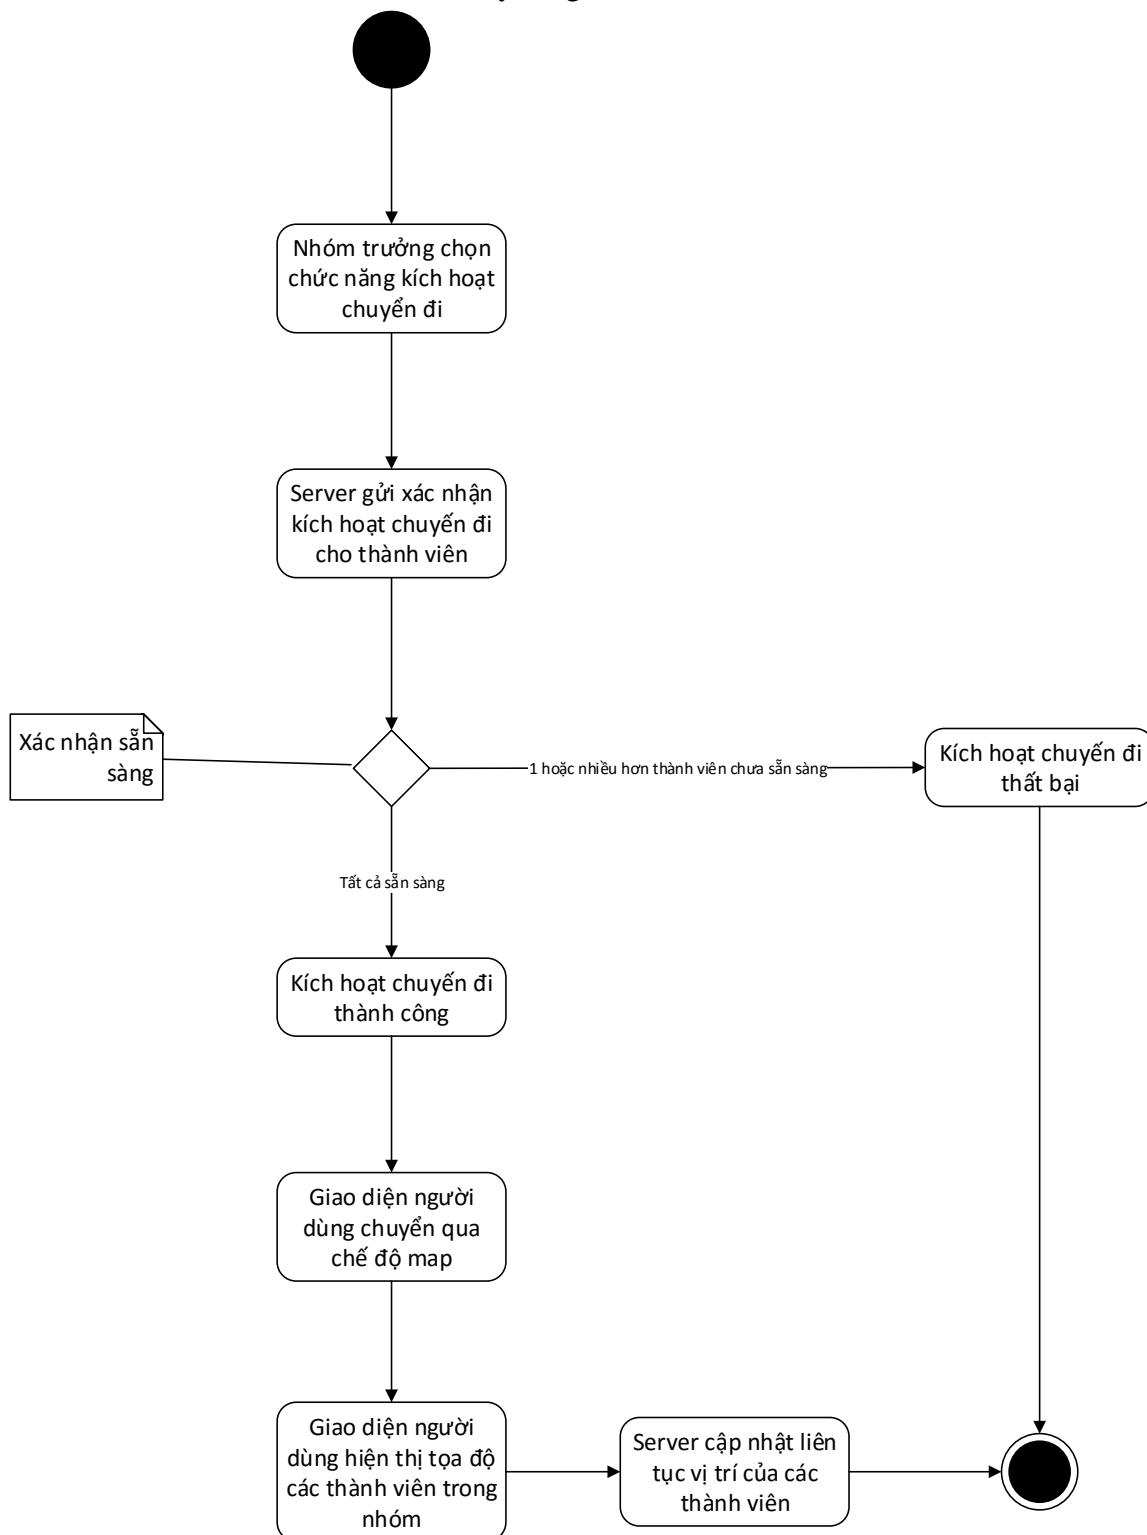 Nhóm trưởng chọn
chức năng kích hoạt
chuyển đi
Server gửi xác nhận
kích hoạt chuyến đi
cho thành viên
Xác nhận sẵn
sàng
1 hoặc nhiều hơn thành viên chưa sẵn sàng
Kích hoạt chuyến đi
thất bại
Tất cả sẵn sàng
Kích hoạt chuyến đi
thành công
Giao diện người
dùng chuyển qua
chế độ map
Giao diện người
dùng hiện thị tọa độ
các thành viên trong
nhóm
Server cập nhật liên
tục vị trí của các
thành viên